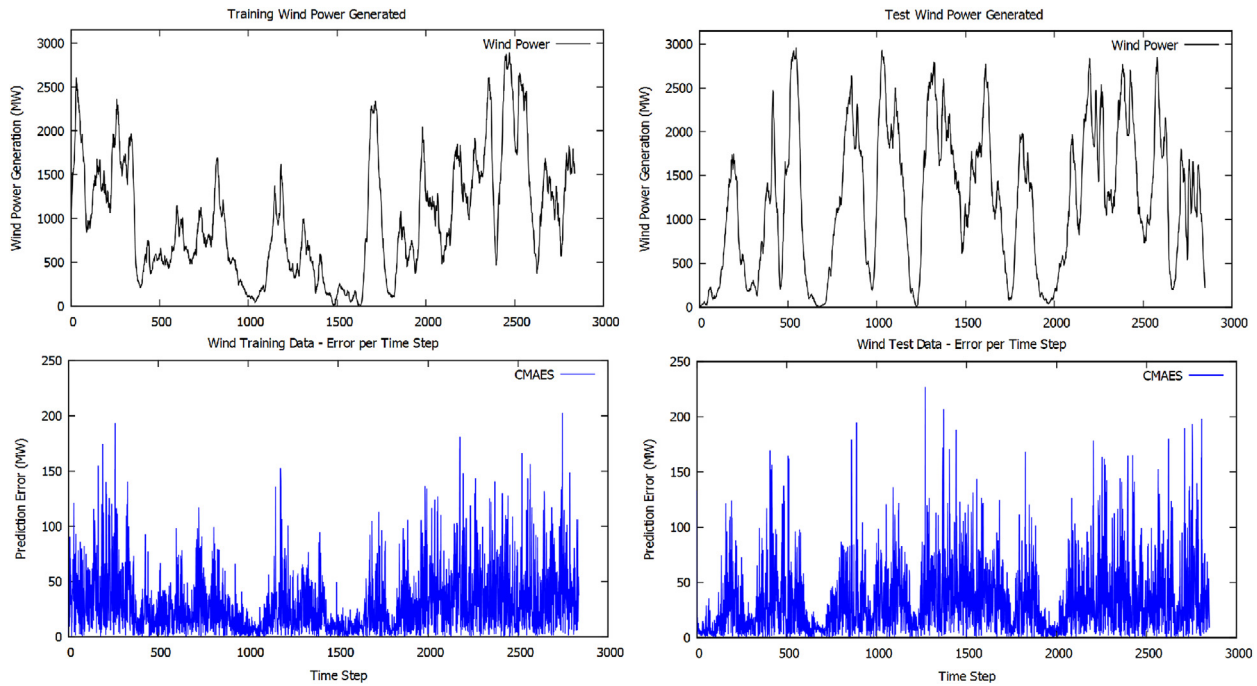 Training Wind Power Generated
Wind Power
Wind Power Generation (MW)
3000
2500
2000
1500
1000
500
0
0 500 1000 1500 2000 2500 3000
Test Wind Power Generated
Wind Power
Wind Power Generation (MW)
3000
2500
2000
1500
1000
500
0
0 500 1000 1500 2000 2500 3000
Wind Training Data - Error per Time Step
CMAES
Prediction Error (MW)
250
200
150
100
50
0
0 500 1000 1500 2000 2500 3000
Time Step
Wind Test Data - Error per Time Step
CMAES
Prediction Error (MW)
250
200
150
100
50
0
0 500 1000 1500 2000 2500 3000
Time Step